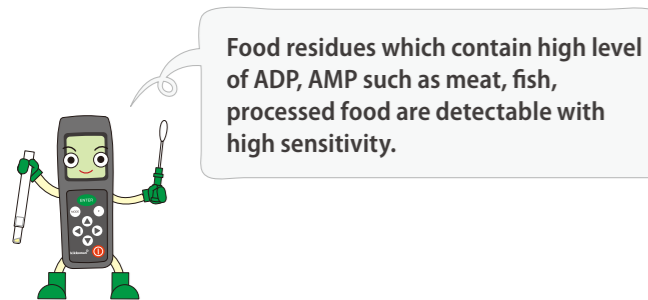 Food residues which contain high level
of ADP, AMP such as meat, fish,
processed food are detectable with
high sensitivity.
ENTER